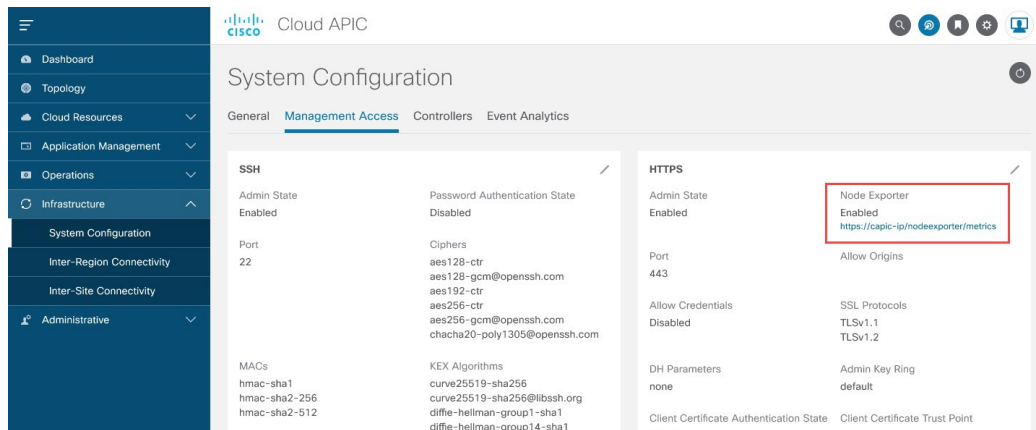 CISCO
Cloud APIC
Dashboard
Topology
Cloud Resources
Application Management
Operations
Infrastructure
System Configuration
Inter-Region Connectivity
Inter-Site Connectivity
Administrative
System Configuration
General Management Access Controllers Event Analytics
SSH
Admin State Password Authentication State
Enabled Disabled
Port Ciphers
22 aes128-ctr
aes128-gcm@openssh.com
aes192-ctr
aes256-ctr
aes256-gcm@openssh.com
chacha20-poly1305@openssh.com
MACs KEX Algorithms
hmac-sha1 curve25519-sha256
hmac-sha2-256 curve25519-sha256@libssh.org
hmac-sha2-512 diffie-hellman-group1-sha1
diffie-hellman-group14-sha1
HTTPS
Admin State Node Exporter
Enabled Enabled
https://capic-ip/nodeexporter/metrics
Port Allow Origins
443
Allow Credentials SSL Protocols
Disabled TLSv1.1
TLSv1.2
DH Parameters Admin Key Ring
none default
Client Certificate Authentication State Client Certificate Trust Point